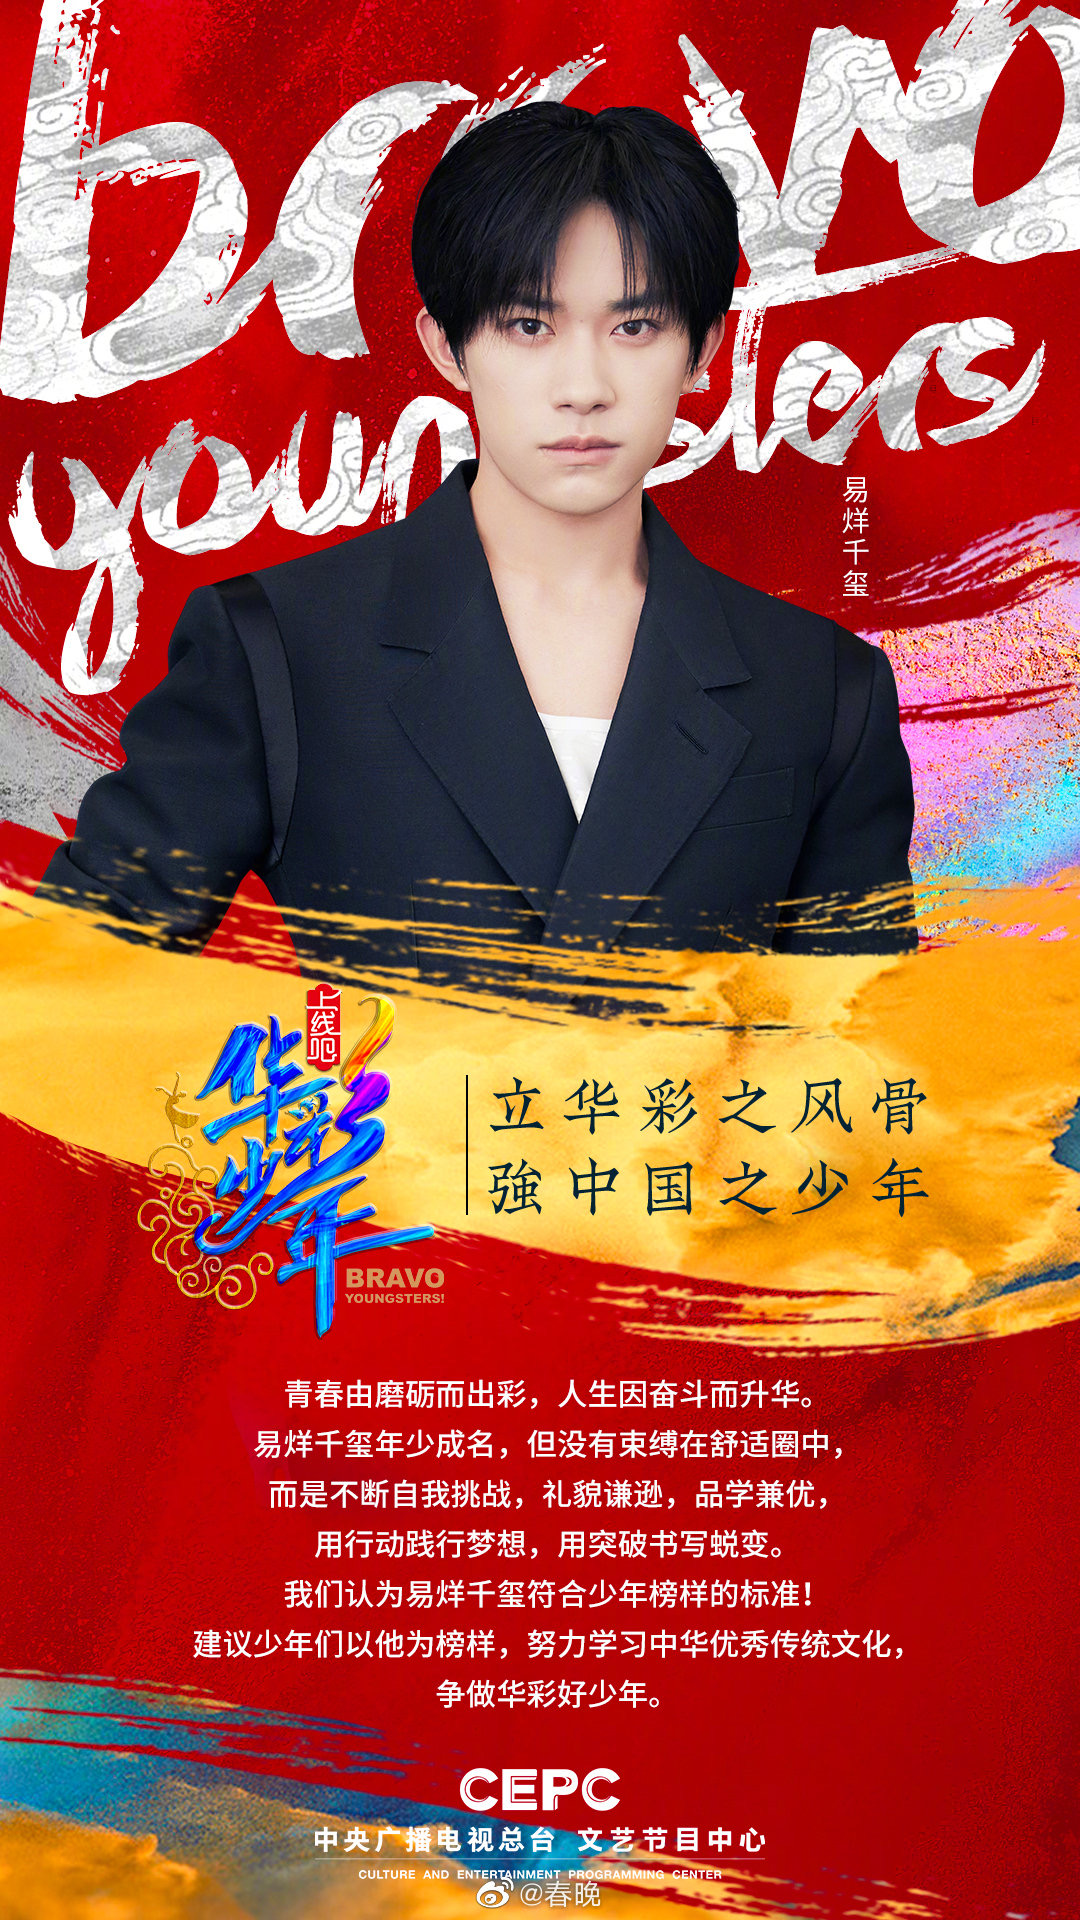 bravo
youngsters
易烊千玺
上线吧
华彩少年
BRAVO
YOUNGSTERS!
立华彩之风骨
強中国之少年
青春由磨砺而出彩，人生因奋斗而升华。
易烊千玺年少成名，但没有束缚在舒适圈中，
而是不断自我挑战，礼貌谦逊，品学兼优，
用行动践行梦想，用突破书写蜕变。
我们认为易烊千玺符合少年榜样的标准！
建议少年们以他为榜样，努力学习中华优秀传统文化，
争做华彩好少年。
CEPC
中央广播电视总台 文艺节目中心
CULTURE AND ENTERTAINMENT PROGRAMMING CENTER
@春晚